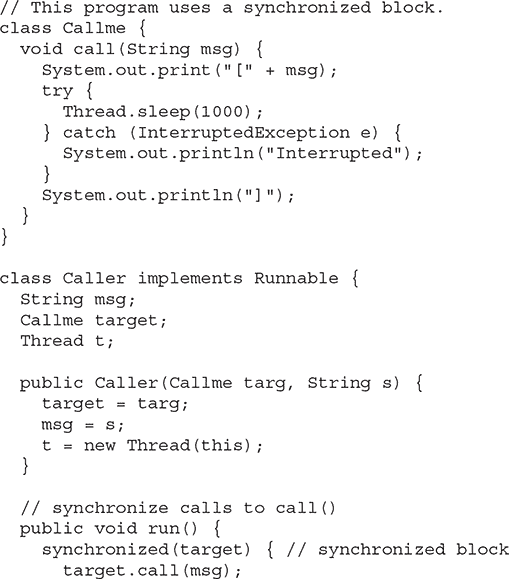 // This program uses a synchronized block.
class Callme {
  void call(String msg) {
    System.out.print("[" + msg);
    try {
      Thread.sleep(1000);
    } catch (InterruptedException e) {
      System.out.println("Interrupted");
    }
    System.out.println("]");
  }
}

class Caller implements Runnable {
  String msg;
  Callme target;
  Thread t;

  public Caller(Callme targ, String s) {
    target = targ;
    msg = s;
    t = new Thread(this);
  }

  // synchronize calls to call()
  public void run() {
    synchronized(target) { // synchronized block
      target.call(msg);